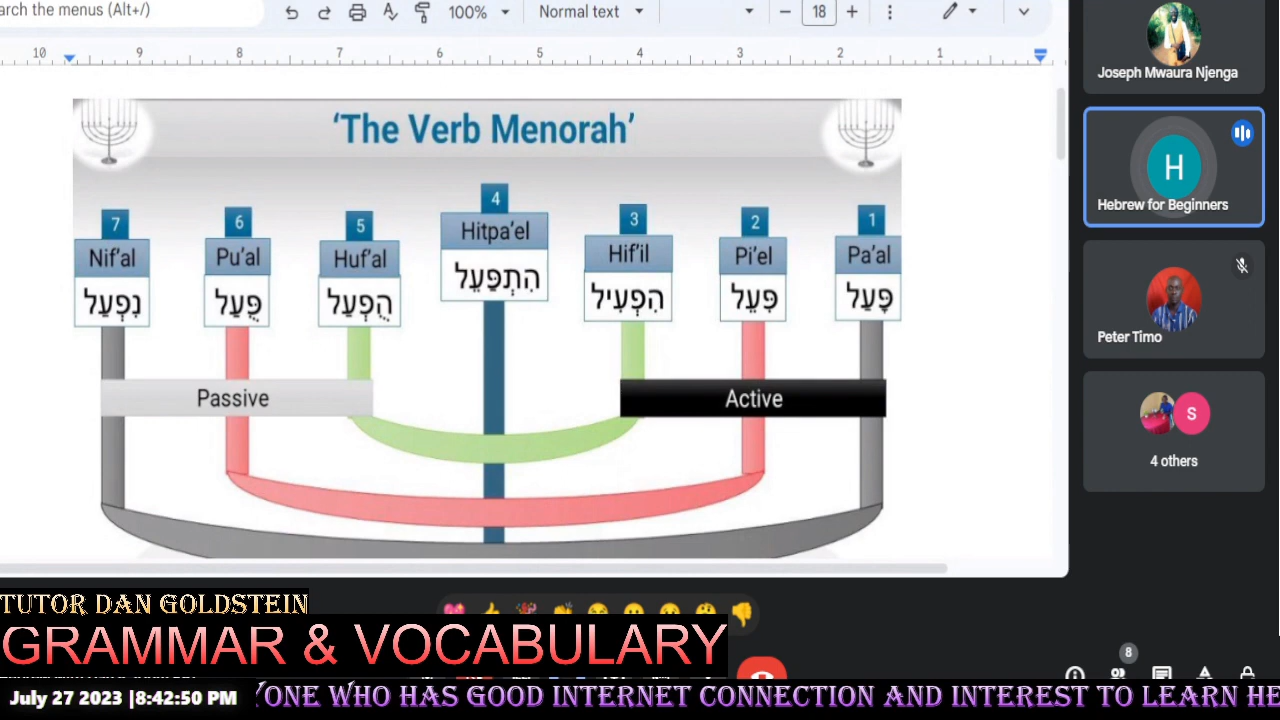 arch the menus (Alt+/)
100%
Normal text
− 18 +
10 9 8 7 6 5 4 3 2 1
'The Verb Menorah'
7 6 5 4 3 2 1
Nif'al Pu'al Huf'al Hitpa'el Hif'il Pi'el Pa'al
נִפְעַל פֻּעַל הֻפְעַל הִתְפַּעֵל הִפְעִיל פִּעֵל פָּעַל
Passive
Active
Joseph Mwaura Njenga
H
Hebrew for Beginners
Peter Timo
S
4 others
TUTOR DAN GOLDSTEIN
GRAMMAR & VOCABULARY
8
July 27 2023 |8:42:50 PM
YONE WHO HAS GOOD INTERNET CONNECTION AND INTEREST TO LEARN HE